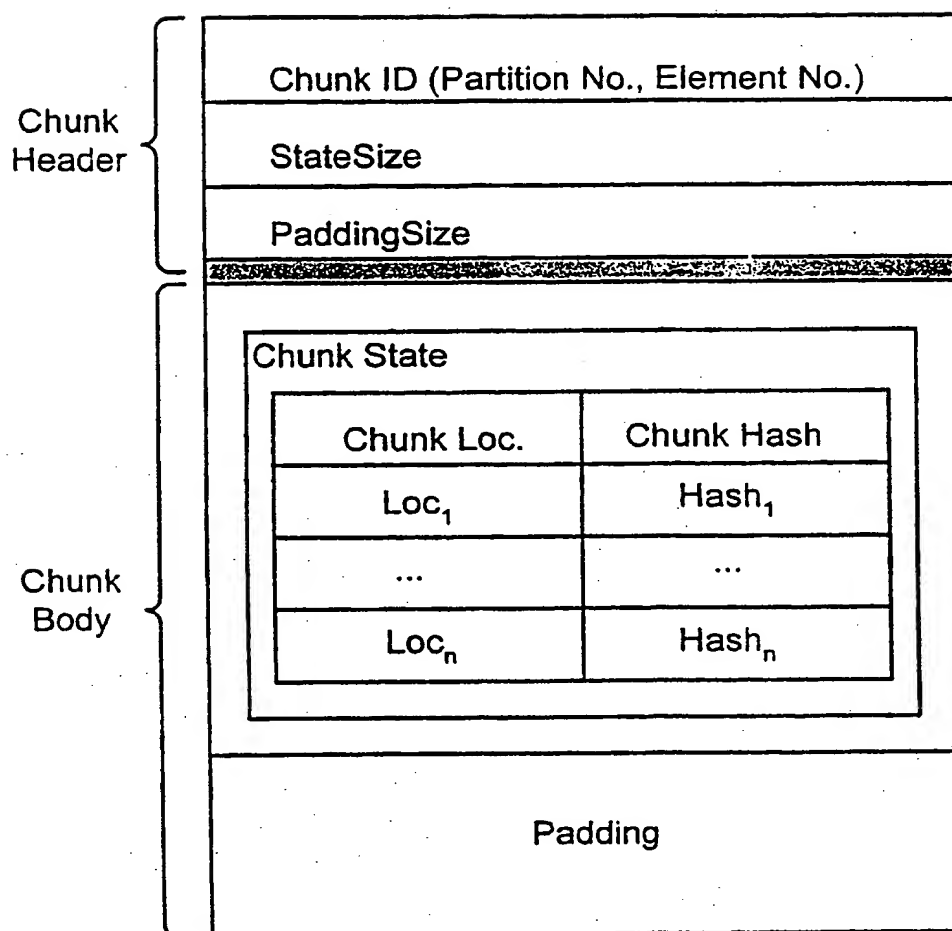 Chunk ID (Partition No., Element No.)
Chunk
Header
StateSize
PaddingSize
Chunk State
Chunk Loc.	Chunk Hash
Loc₁	Hash₁
...	...
Locₙ	Hashₙ
Chunk
Body
Padding